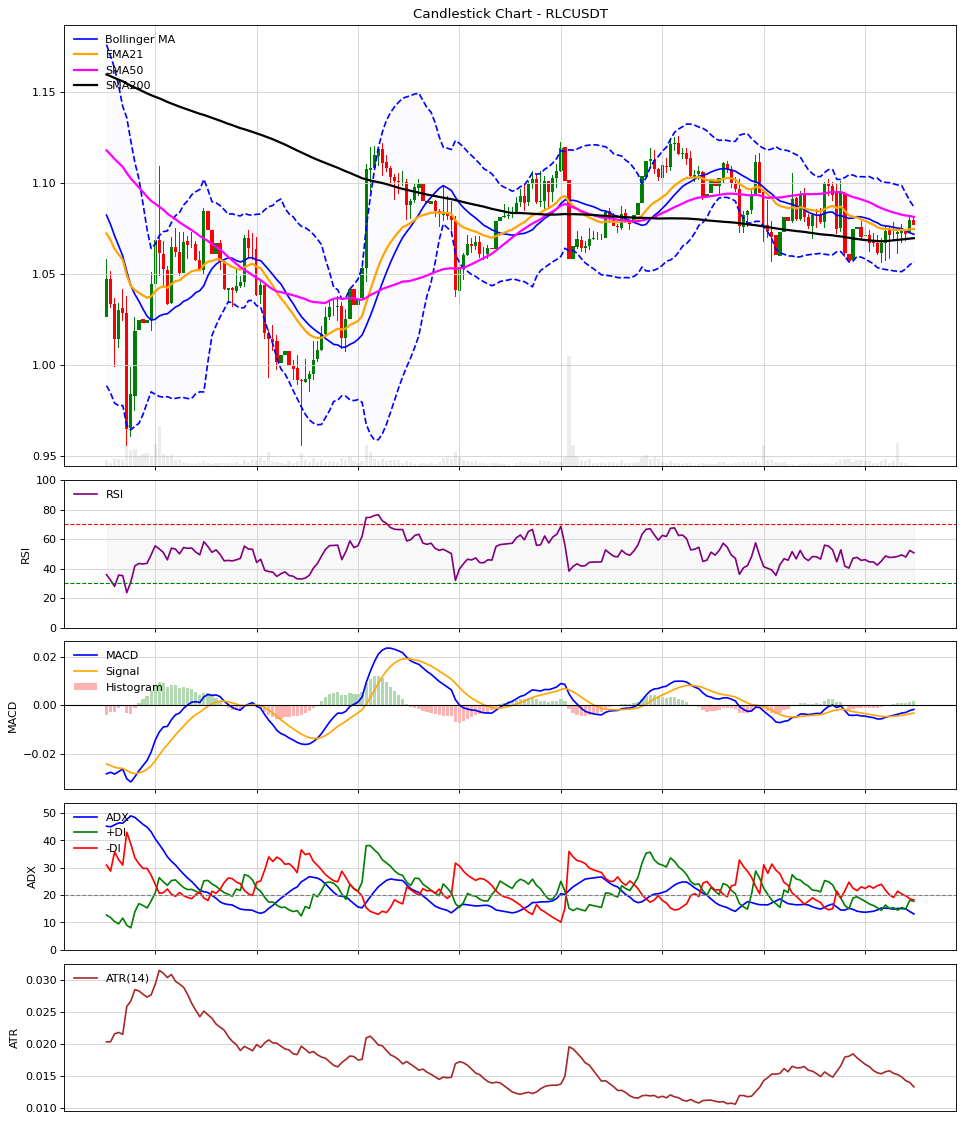 Candlestick Chart - RLCUSDT
Bollinger MA
EMA21
SMA50
SMA200
1.15
1.10
1.05
1.00
0.95
RSI
100
80
60
40
20
0
RSI
MACD
Signal
Histogram
0.02
0.00
−0.02
MACD
ADX
+DI
-DI
50
40
30
20
10
0
ADX
ATR(14)
0.030
0.025
0.020
0.015
0.010
ATR